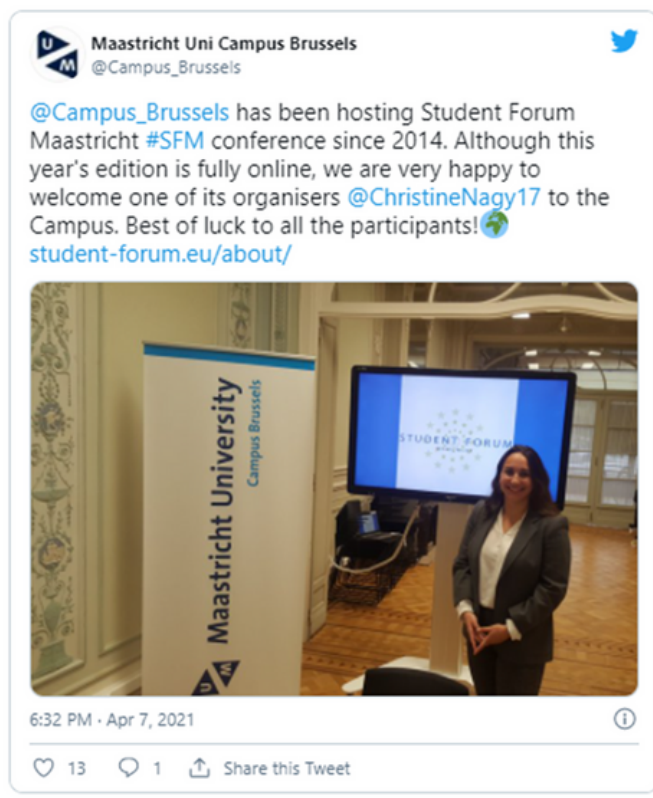 Maastricht Uni Campus Brussels
@Campus_Brussels
@Campus_Brussels has been hosting Student Forum
Maastricht #SFM conference since 2014. Although this
year's edition is fully online, we are very happy to
welcome one of its organisers @ChristineNagy17 to the
Campus. Best of luck to all the participants!
student-forum.eu/about/
Maastricht University
Campus Brussels
STUDENT FORUM
6:32 PM · Apr 7, 2021
13
1
Share this Tweet